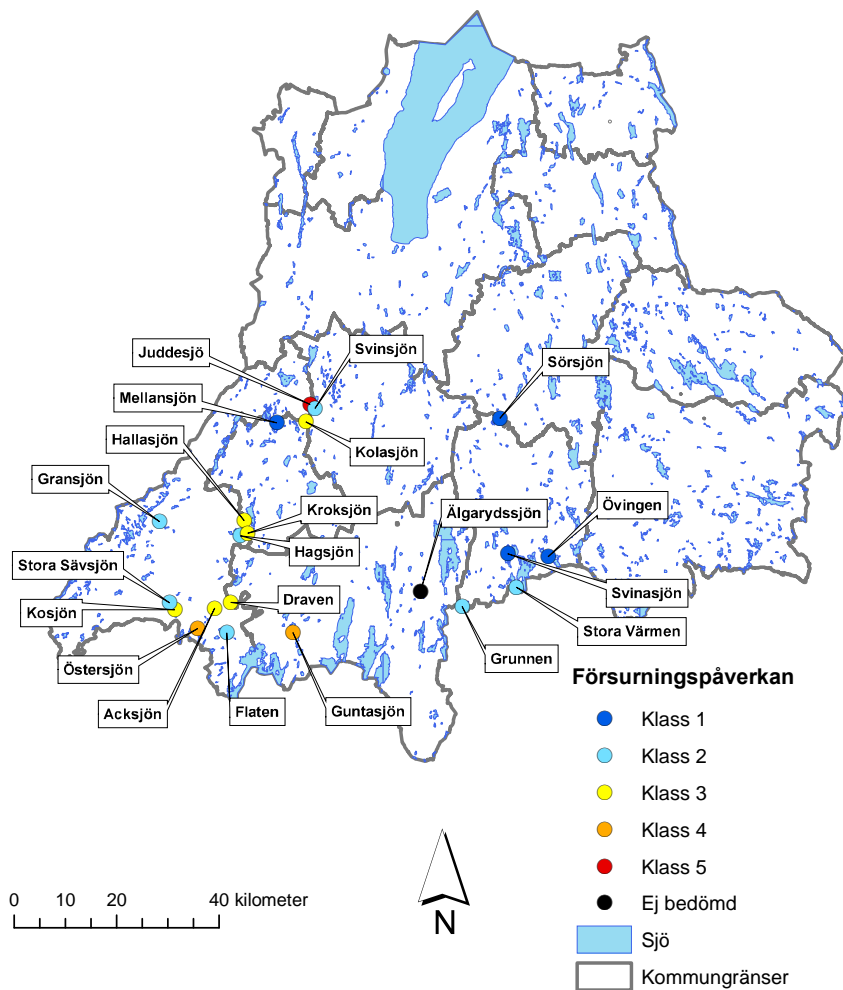 Juddesjö
Svinsjön
Sörsjön
Mellansjön
Hallasjön
Kolasjön
Gransjön
Kroksjön
Älgarydssjön
Övingen
Hagsjön
Stora Sävsjön
Draven
Svinasjön
Kosjön
Stora Värmen
Östersjön
Grunnen
Acksjön
Flaten
Guntasjön
Försurningspåverkan
Klass 1
Klass 2
Klass 3
Klass 4
Klass 5
Ej bedömd
Sjö
Kommungränser
0 10 20 40 kilometer
N